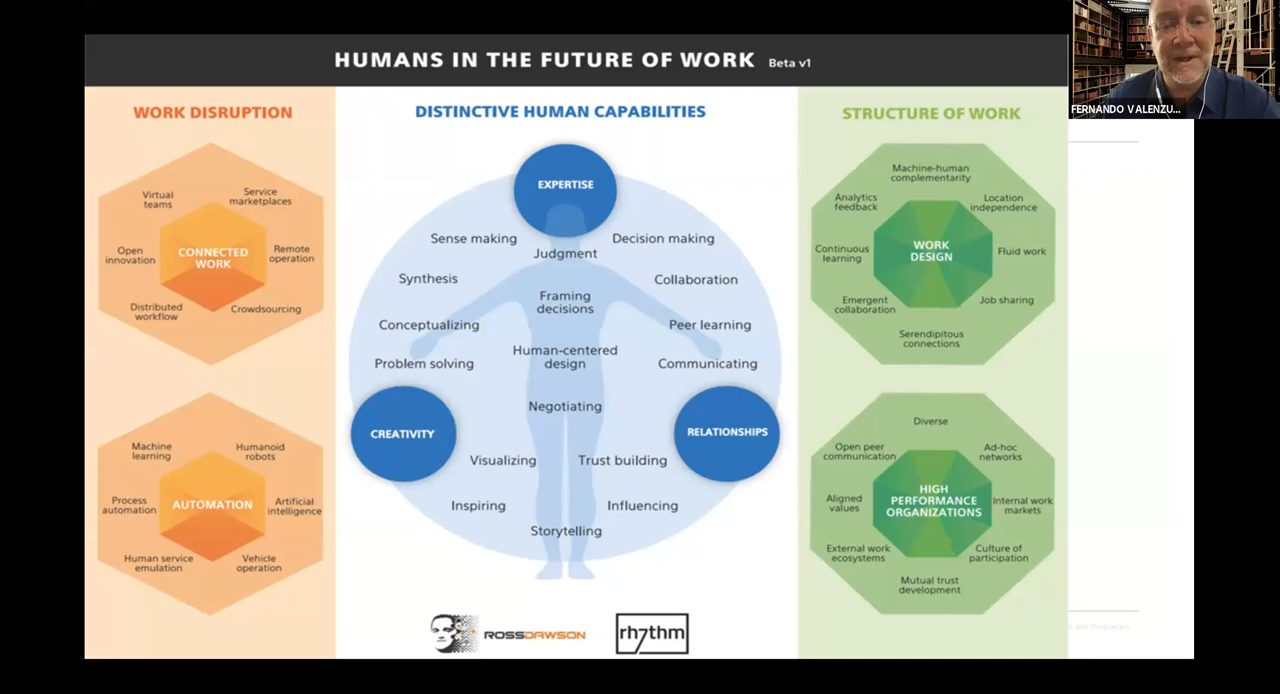 HUMANS IN THE FUTURE OF WORK Beta v1
FERNANDO VALENZU...
WORK DISRUPTION
Virtual
teams
Service
marketplaces
Open
innovation
CONNECTED
WORK
Remote
operation
Distributed
workflow
Crowdsourcing
Machine
learning
Humanoid
robots
Process
automation
AUTOMATION
Artificial
intelligence
Human service
emulation
Vehicle
operation
DISTINCTIVE HUMAN CAPABILITIES
EXPERTISE
Sense making
Decision making
Judgment
Synthesis
Collaboration
Framing
decisions
Conceptualizing
Peer learning
Human-centered
design
Problem solving
Communicating
Negotiating
CREATIVITY
RELATIONSHIPS
Visualizing
Trust building
Inspiring
Influencing
Storytelling
ROSSDAWSON
rh7thm
STRUCTURE OF WORK
Machine-human
complementarity
Analytics
feedback
Location
independence
Continuous
learning
WORK
DESIGN
Fluid work
Emergent
collaboration
Job sharing
Serendipitous
connections
Diverse
Open peer
communication
Ad-hoc
networks
Aligned
values
HIGH
PERFORMANCE
ORGANIZATIONS
Internal work
markets
External work
ecosystems
Culture of
participation
Mutual trust
development
and Proprietary